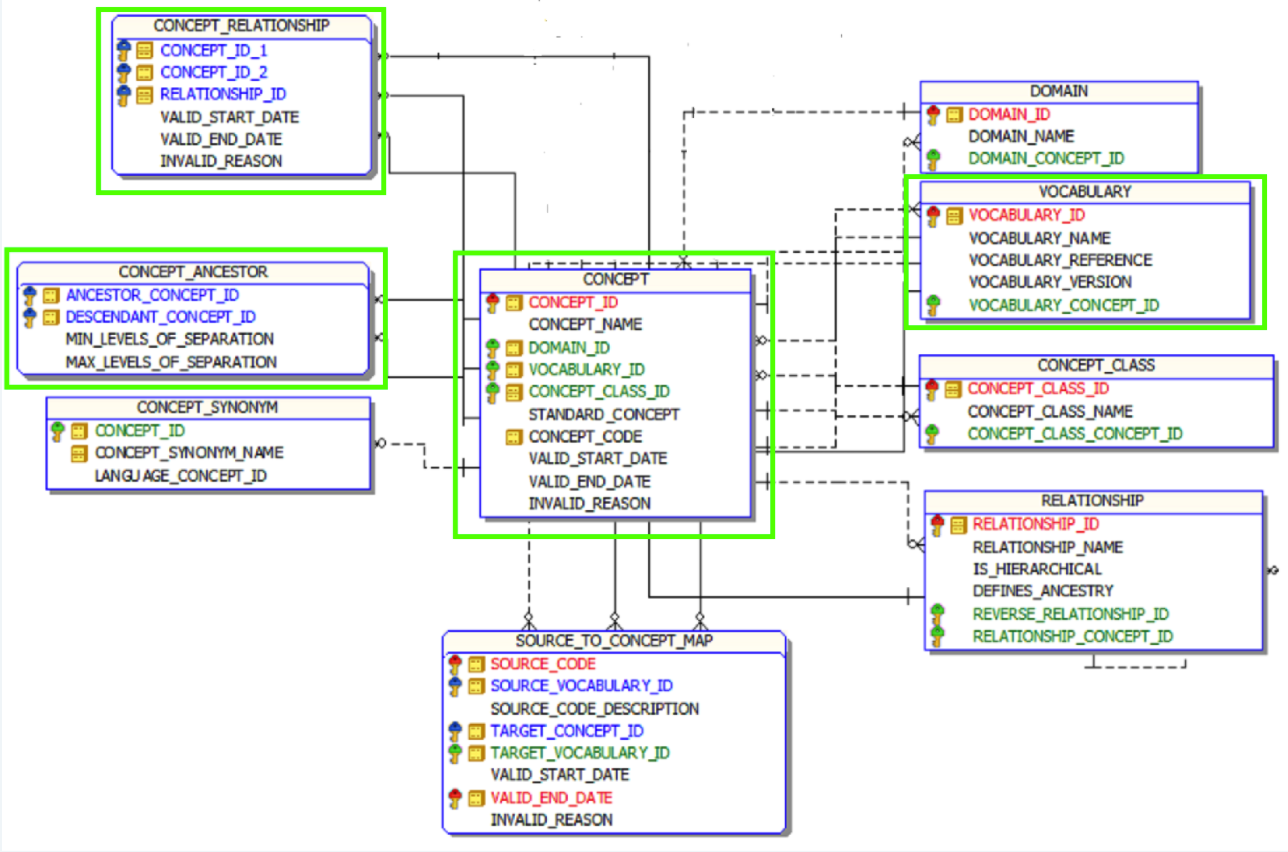 CONCEPT_RELATIONSHIP
CONCEPT_ID_1
CONCEPT_ID_2
RELATIONSHIP_ID
VALID_START_DATE
VALID_END_DATE
INVALID_REASON
CONCEPT_ANCESTOR
ANCESTOR_CONCEPT_ID
DESCENDANT_CONCEPT_ID
MIN_LEVELS_OF_SEPARATION
MAX_LEVELS_OF_SEPARATION
CONCEPT_SYNONYM
CONCEPT_ID
CONCEPT_SYNONYM_NAME
LANGUAGE_CONCEPT_ID
CONCEPT
CONCEPT_ID
CONCEPT_NAME
DOMAIN_ID
VOCABULARY_ID
CONCEPT_CLASS_ID
STANDARD_CONCEPT
CONCEPT_CODE
VALID_START_DATE
VALID_END_DATE
INVALID_REASON
SOURCE_TO_CONCEPT_MAP
SOURCE_CODE
SOURCE_VOCABULARY_ID
SOURCE_CODE_DESCRIPTION
TARGET_CONCEPT_ID
TARGET_VOCABULARY_ID
VALID_START_DATE
VALID_END_DATE
INVALID_REASON
DOMAIN
DOMAIN_ID
DOMAIN_NAME
DOMAIN_CONCEPT_ID
VOCABULARY
VOCABULARY_ID
VOCABULARY_NAME
VOCABULARY_REFERENCE
VOCABULARY_VERSION
VOCABULARY_CONCEPT_ID
CONCEPT_CLASS
CONCEPT_CLASS_ID
CONCEPT_CLASS_NAME
CONCEPT_CLASS_CONCEPT_ID
RELATIONSHIP
RELATIONSHIP_ID
RELATIONSHIP_NAME
IS_HIERARCHICAL
DEFINES_ANCESTRY
REVERSE_RELATIONSHIP_ID
RELATIONSHIP_CONCEPT_ID